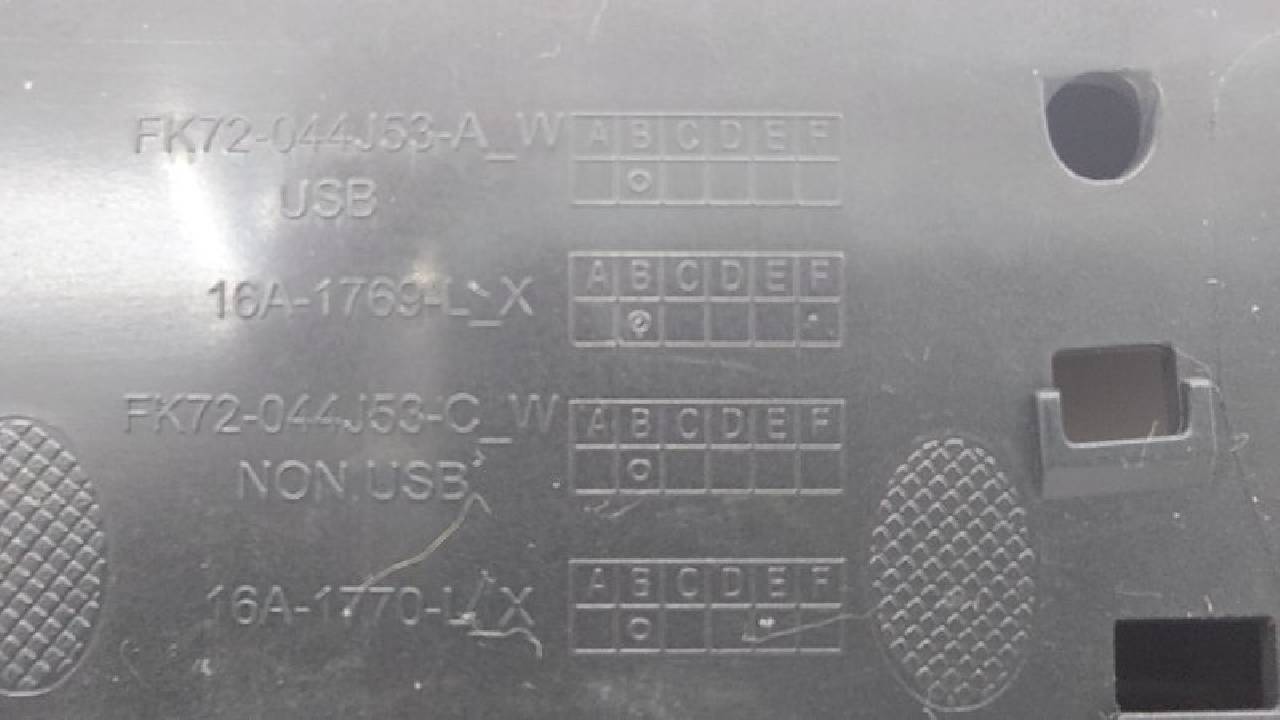 FK72-044J53-A_W A B C D E F
USB
16A-1769-L_X A B C D E F
FK72-044J53-C_W A B C D E F
NON USB
16A-1770-L_X A B C D E F